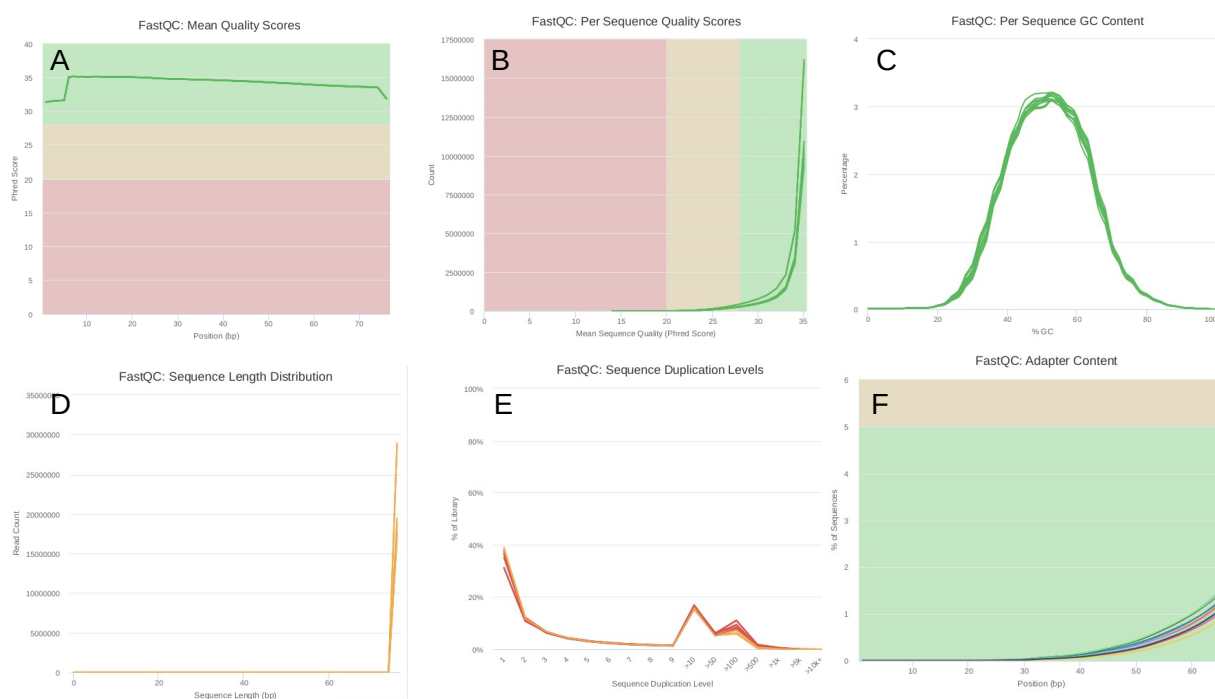 FastQC: Mean Quality Scores
A
40
35
30
25
20
15
10
5
0
Phred Score
10 20 30 40 50 60 70
Position (bp)
FastQC: Per Sequence Quality Scores
B
17500000
15000000
12500000
10000000
7500000
5000000
2500000
0
Count
0 5 10 15 20 25 30 35
Mean Sequence Quality (Phred Score)
FastQC: Per Sequence GC Content
C
4
3
2
1
0
Percentage
0 20 40 60 80 100
% GC
FastQC: Sequence Length Distribution
D
35000000
30000000
25000000
20000000
15000000
10000000
5000000
0
Read Count
0 20 40 60
Sequence Length (bp)
FastQC: Sequence Duplication Levels
E
100%
80%
60%
40%
20%
0%
% of Library
1 2 3 4 5 6 7 8 9 >10 >50 >100 >500 >1k >5k >10k+
Sequence Duplication Level
FastQC: Adapter Content
F
6
5
4
3
2
1
0
% of Sequences
10 20 30 40 50 60
Position (bp)